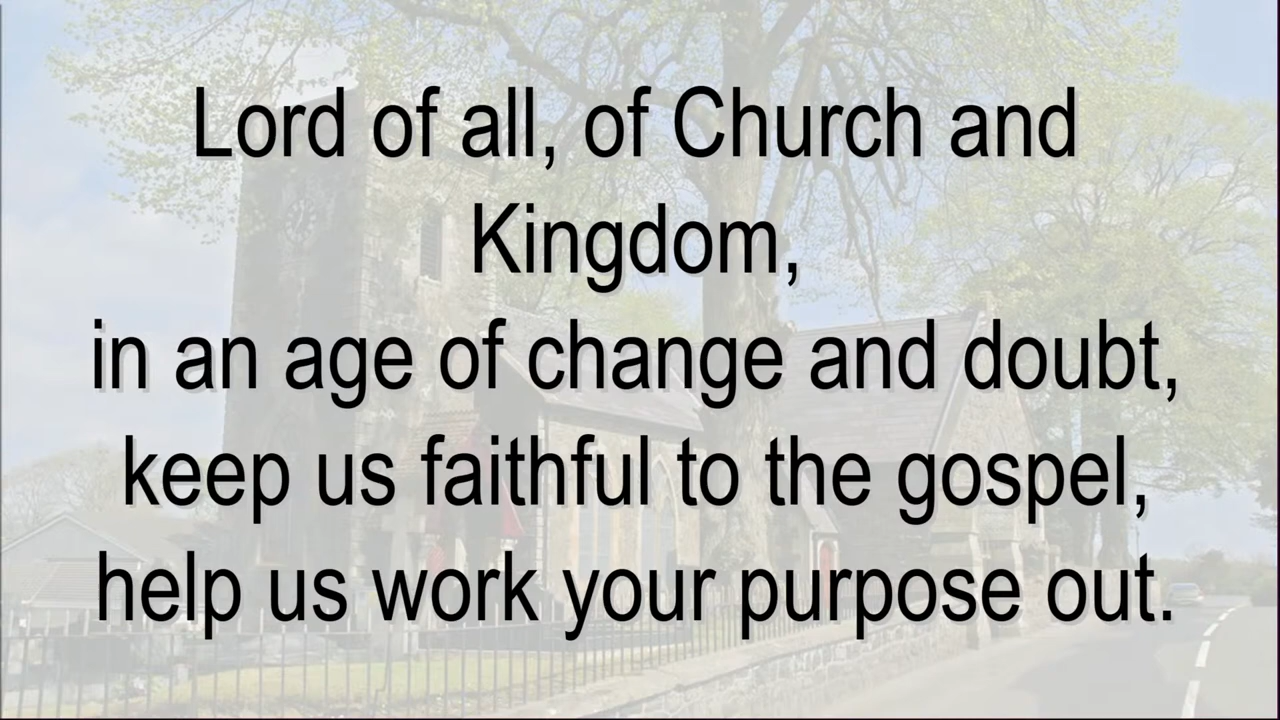 Lord of all, of Church and
Kingdom,
in an age of change and doubt,
keep us faithful to the gospel,
help us work your purpose out.